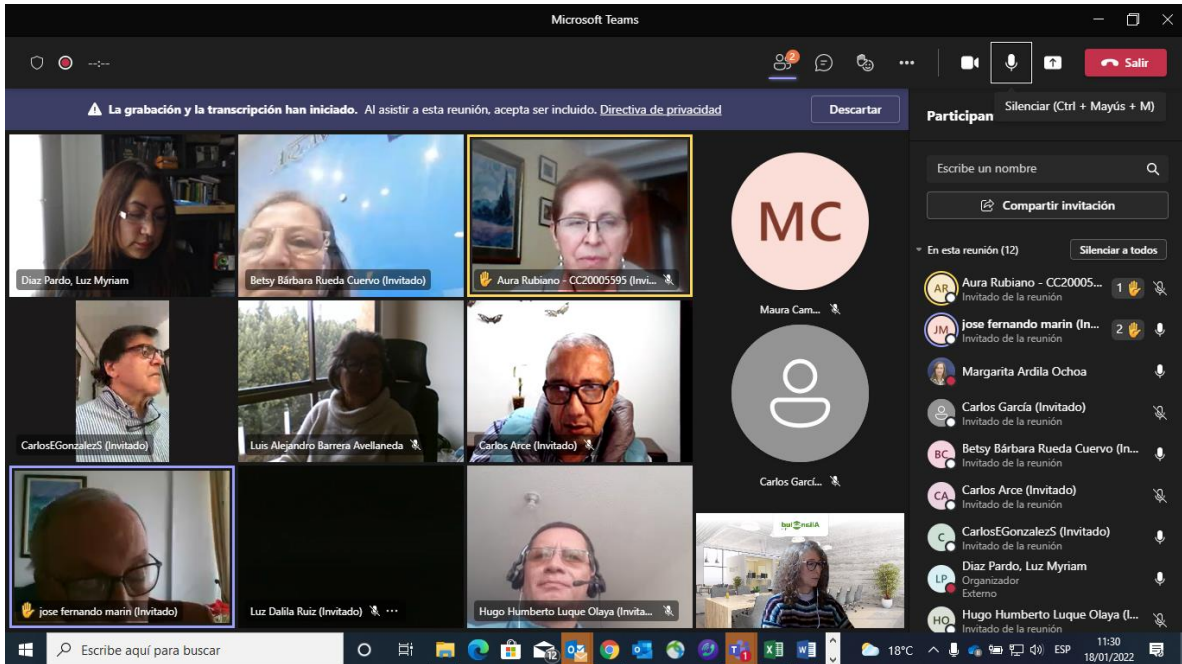 Microsoft Teams
--:--
2
Salir
La grabación y la transcripción han iniciado. Al asistir a esta reunión, acepta ser incluido. Directiva de privacidad
Descartar
Silenciar (Ctrl + Mayús + M)
Participan
Escribe un nombre
Compartir invitación
En esta reunión (12)
Silenciar a todos
Diaz Pardo, Luz Myriam
Betsy Bárbara Rueda Cuervo (Invitado)
Aura Rubiano - CC20005595 (Invi...
MC
Maura Cam...
CarlosEGonzalezS (Invitado)
Luis Alejandro Barrera Avellaneda
Carlos Arce (Invitado)
Carlos Garcí...
jose fernando marin (Invitado)
Luz Dalila Ruiz (Invitado)
Hugo Humberto Luque Olaya (Invita...
AR
Aura Rubiano - CC20005...
1
Invitado de la reunión
JM
jose fernando marin (In...
2
Invitado de la reunión
Margarita Ardila Ochoa
Carlos García (Invitado)
Invitado de la reunión
BC
Betsy Bárbara Rueda Cuervo (In...
Invitado de la reunión
CA
Carlos Arce (Invitado)
Invitado de la reunión
C
CarlosEGonzalezS (Invitado)
Invitado de la reunión
LP
Diaz Pardo, Luz Myriam
Organizador
Externo
HO
Hugo Humberto Luque Olaya (I...
Invitado de la reunión
Escribe aquí para buscar
18°C
ESP
11:30
18/01/2022